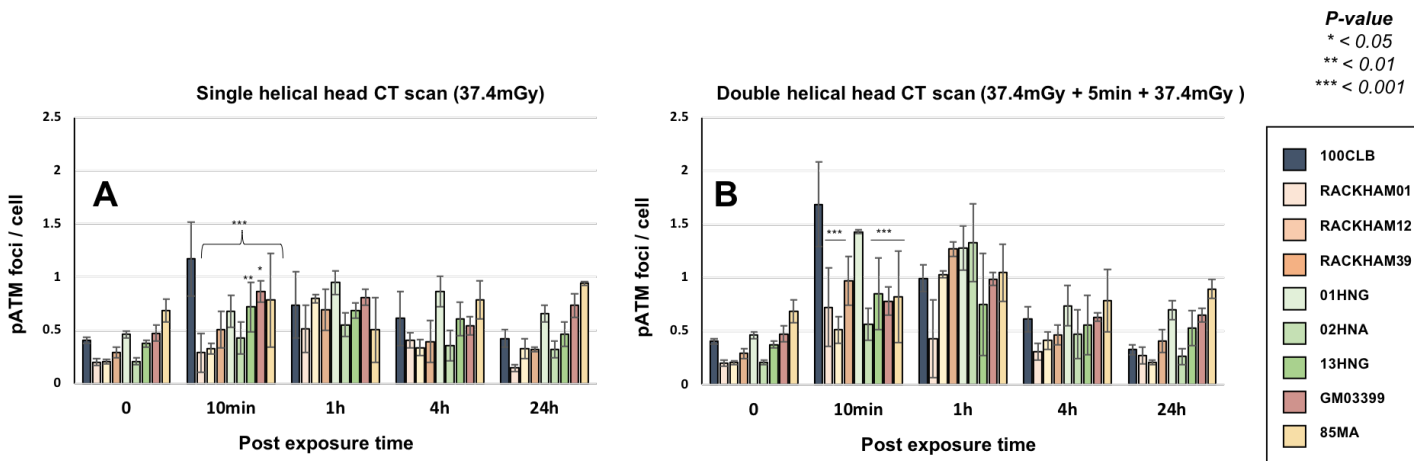 P-value
* < 0.05
** < 0.01
*** < 0.001
Single helical head CT scan (37.4mGy)
Double helical head CT scan (37.4mGy + 5min + 37.4mGy )
A
pATM foci / cell
2.5
2
1.5
1
0.5
0
***
**
*
0 10min 1h 4h 24h
Post exposure time
B
pATM foci / cell
2.5
2
1.5
1
0.5
0
*** ***
0 10min 1h 4h 24h
Post exposure time
100CLB
RACKHAM01
RACKHAM12
RACKHAM39
01HNG
02HNA
13HNG
GM03399
85MA